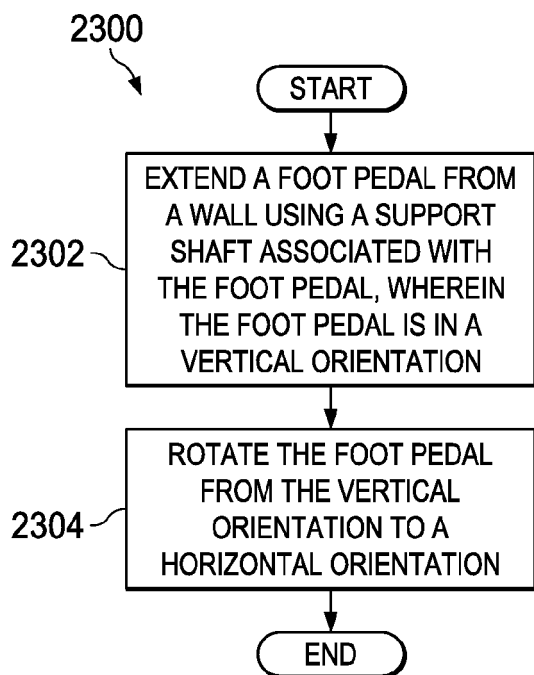 2300
START
EXTEND A FOOT PEDAL FROM
A WALL USING A SUPPORT
SHAFT ASSOCIATED WITH
THE FOOT PEDAL, WHEREIN
THE FOOT PEDAL IS IN A
VERTICAL ORIENTATION
2302
ROTATE THE FOOT PEDAL
FROM THE VERTICAL
ORIENTATION TO A
HORIZONTAL ORIENTATION
2304
END